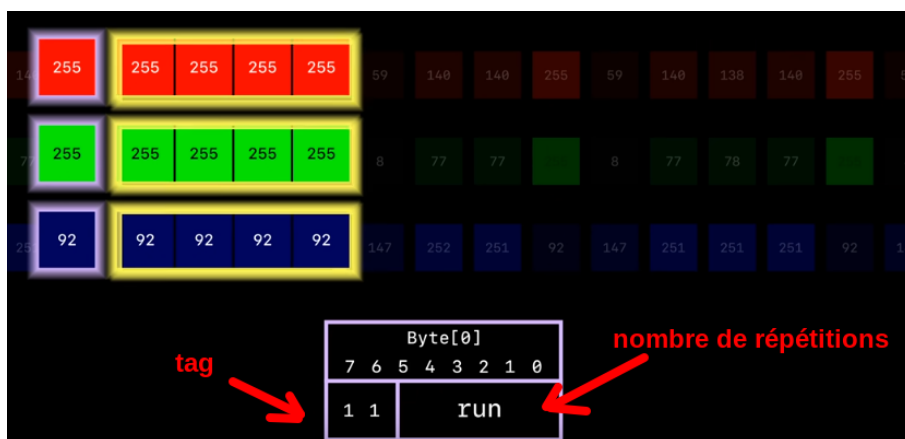 140 255 255 255 255 255 59 140 140 255 59 140 138 140 255
77 255 255 255 255 255 8 77 77 8 77 78 77
92 92 92 92 92 147 252 251 92 147 251 251 251 92
Byte[0]
7 6 5 4 3 2 1 0
nombre de répétitions
tag
1 1 run